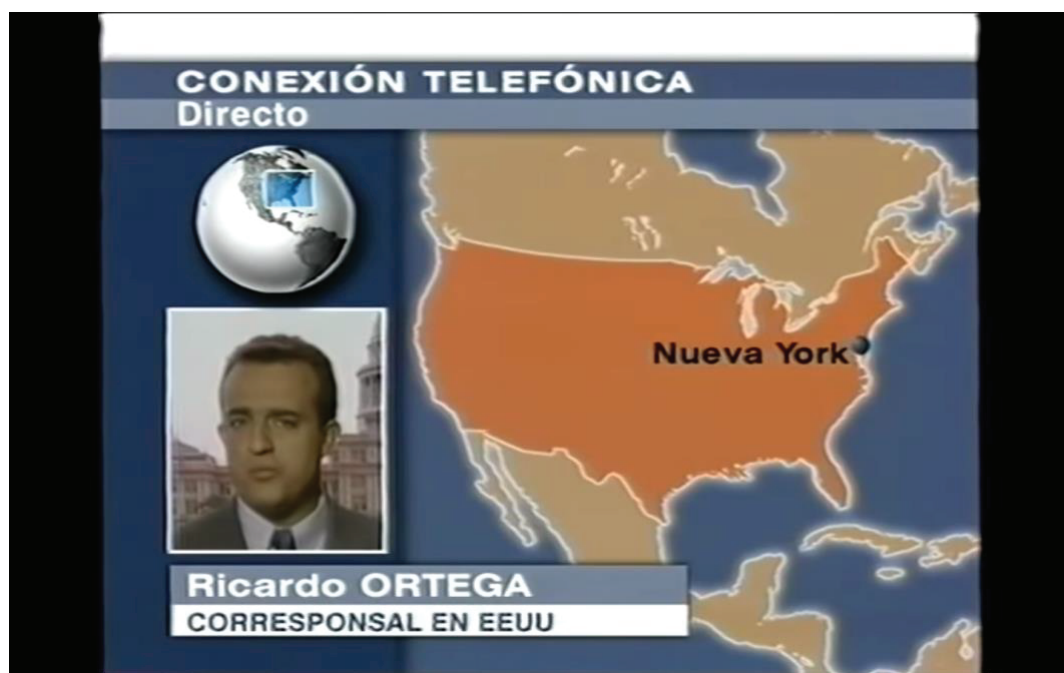 CONEXIÓN TELEFÓNICA
Directo
Nueva York
Ricardo ORTEGA
CORRESPONSAL EN EEUU